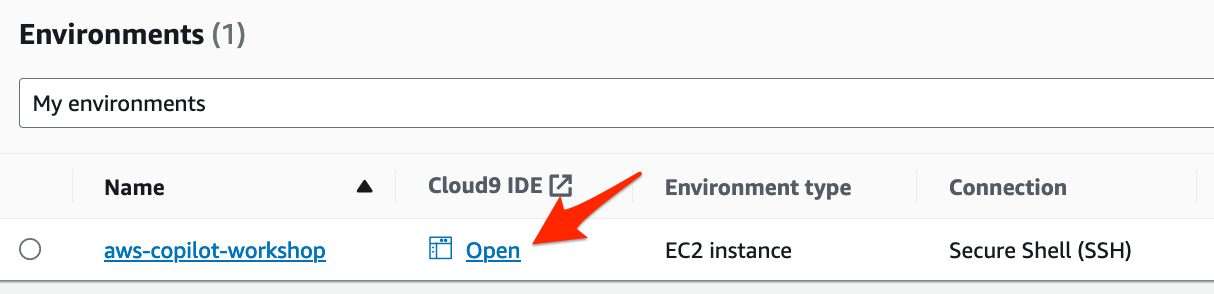 Environments (1)
My environments
Name Cloud9 IDE Environment type Connection
aws-copilot-workshop Open EC2 instance Secure Shell (SSH)